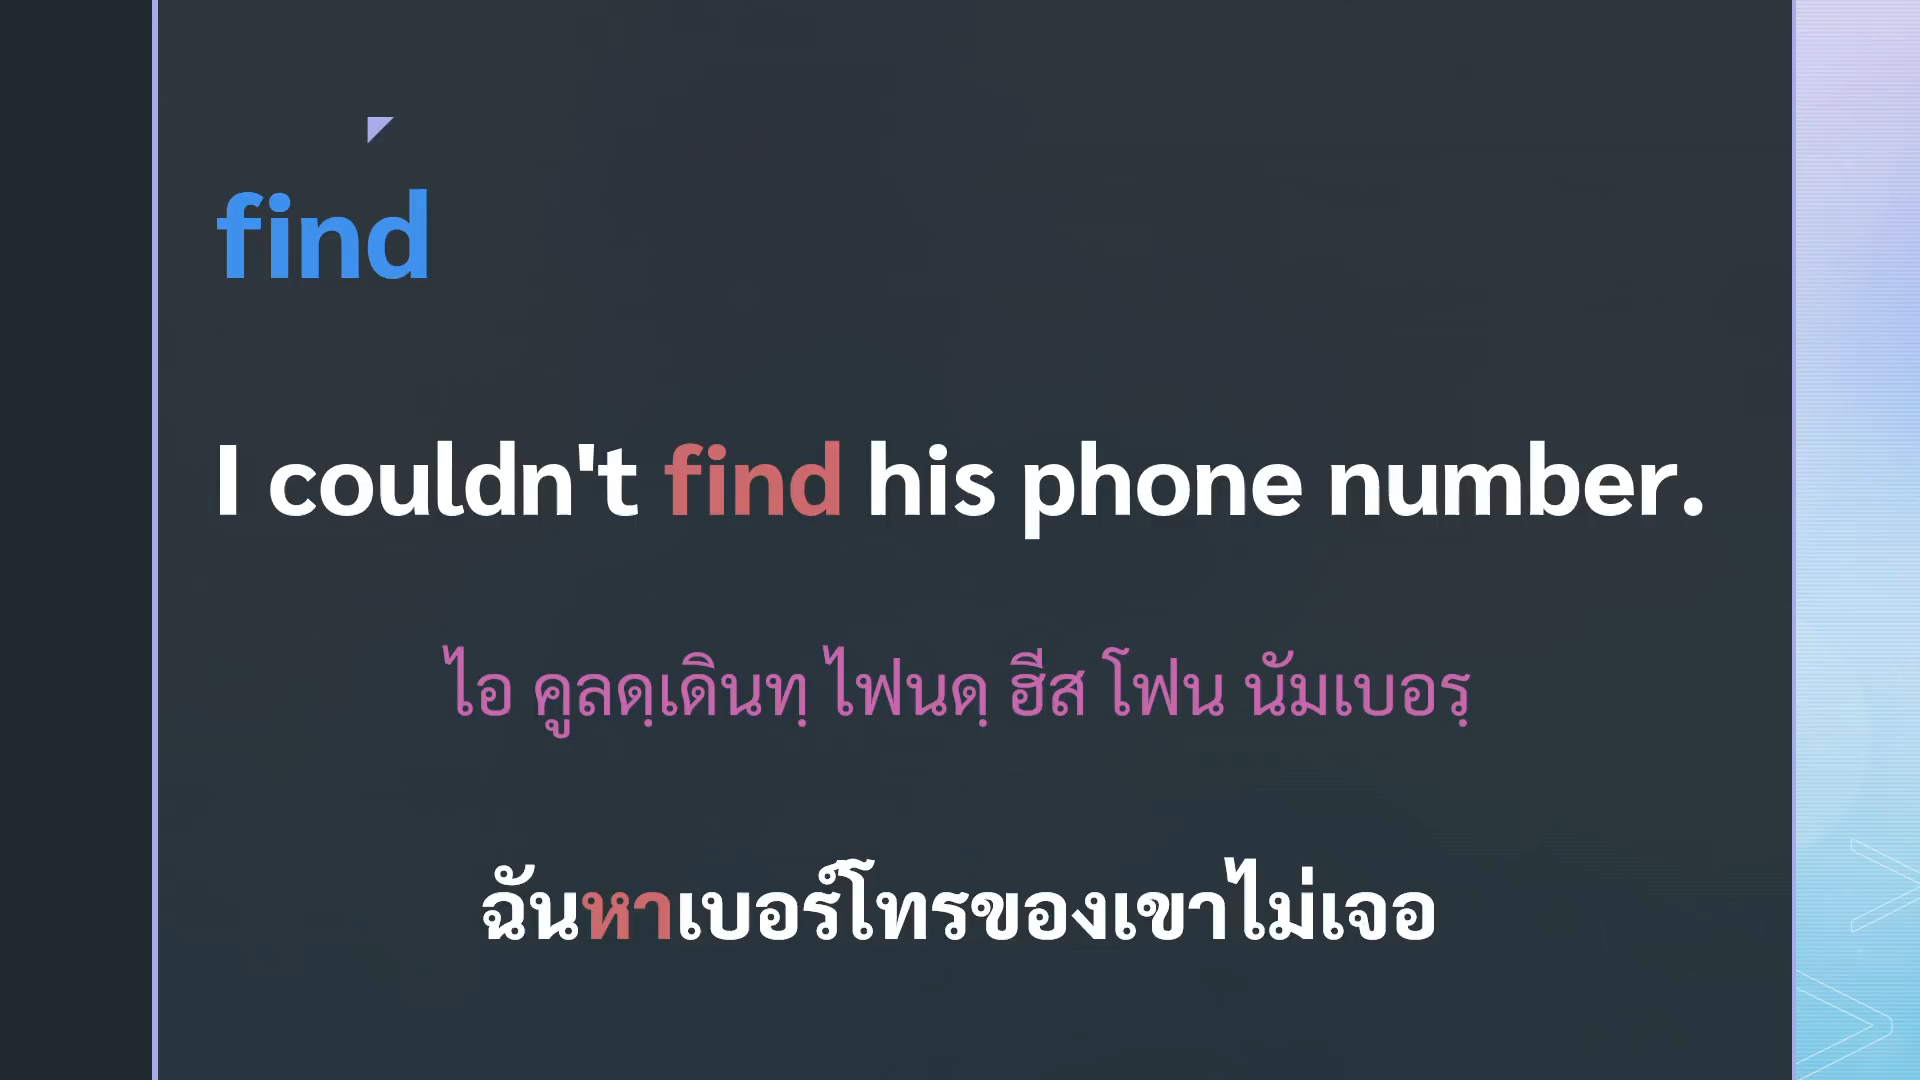 find
I couldn't find his phone number.
ไอ คูลดฺเดินทฺ ไฟนดฺ ฮีส โฟน นัมเบอรฺ
ฉันหาเบอร์โทรของเขาไม่เจอ